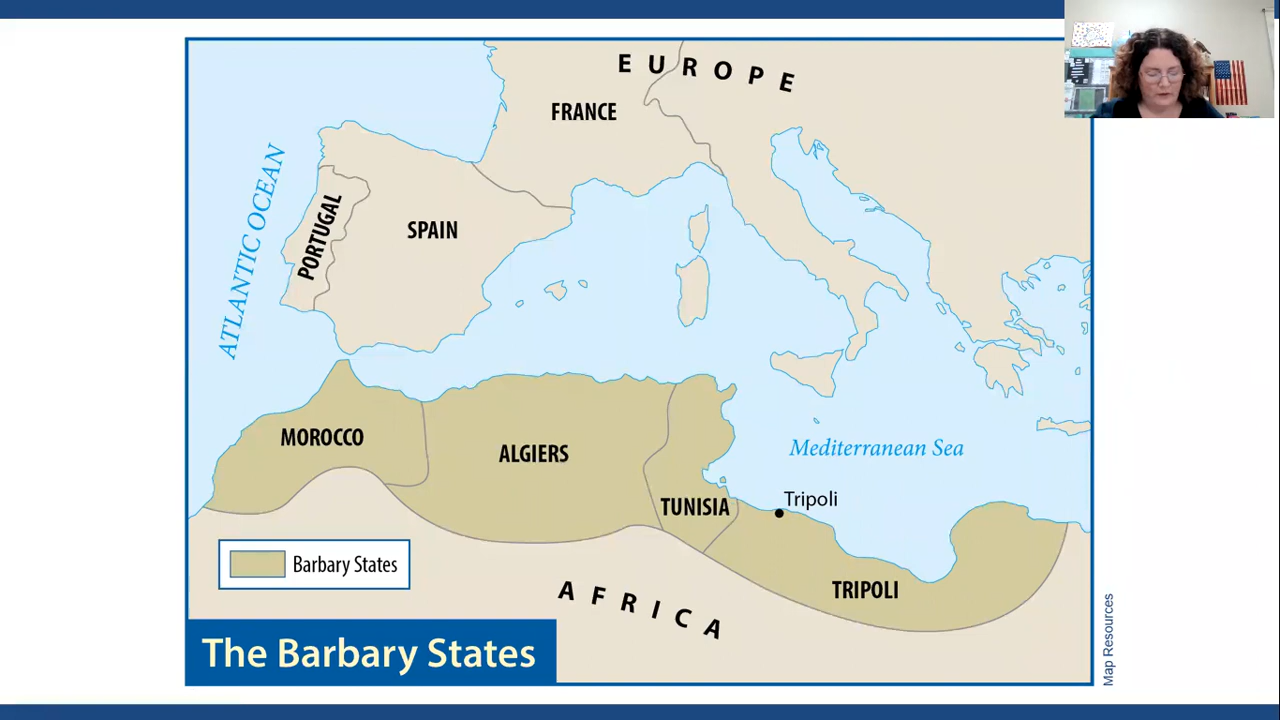 EUROPE
FRANCE
ATLANTIC OCEAN
PORTUGAL
SPAIN
MOROCCO
ALGIERS
TUNISIA
Mediterranean Sea
Tripoli
TRIPOLI
Barbary States
AFRICA
The Barbary States
Map Resources